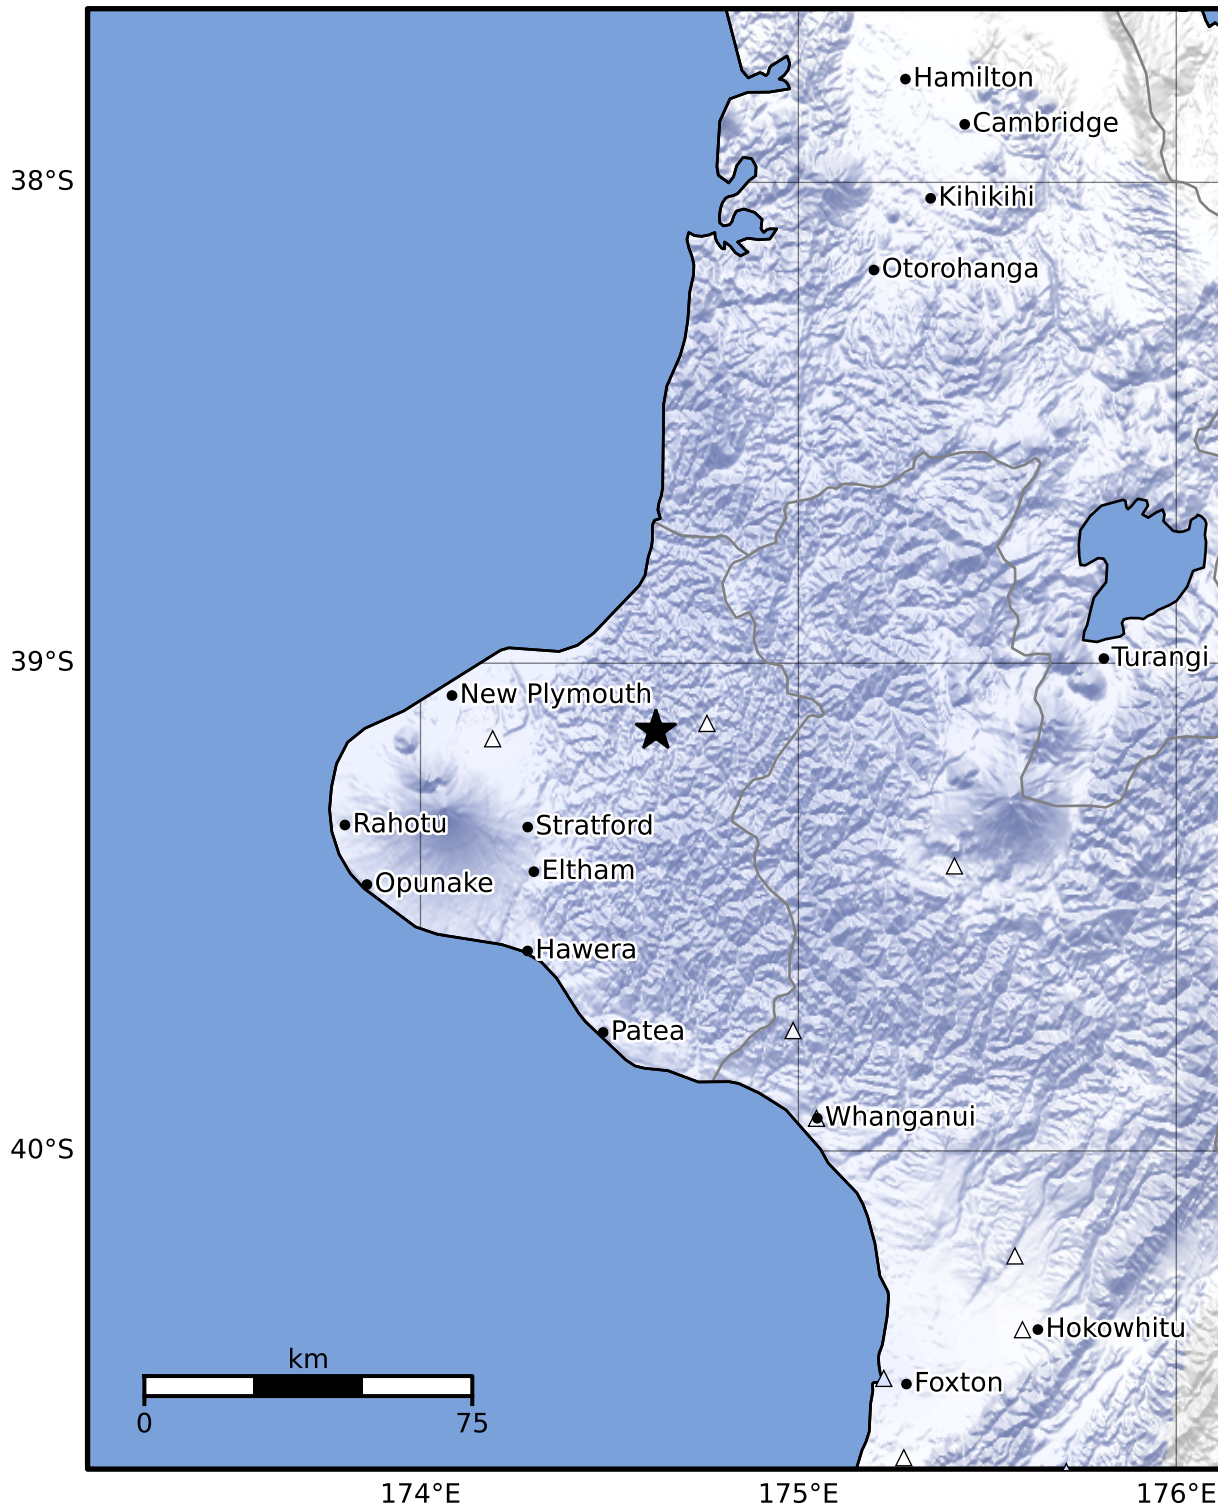 Hamilton
Cambridge
38°S
Kihikihi
Otorohanga
39°S
Turangi
New Plymouth
Rahotu
Stratford
Eltham
Opunake
Hawera
Patea
Whanganui
40°S
Hokowhitu
km
Foxton
0 75
174°E 175°E 176°E